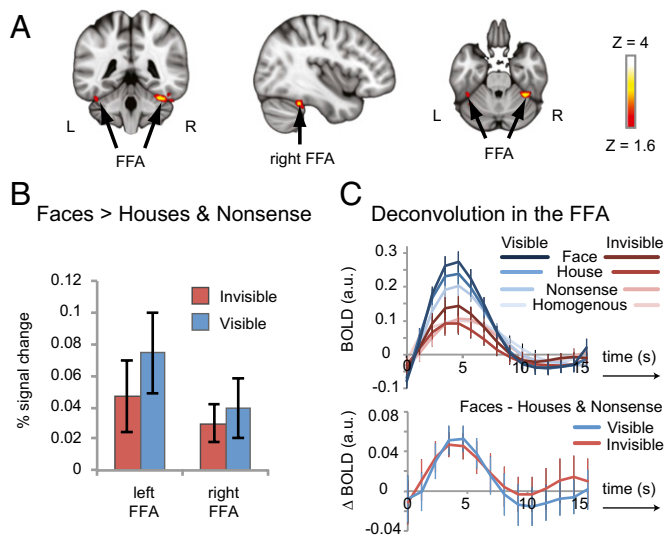 A
L
R
FFA
right FFA
L
R
FFA
Z = 4
Z = 1.6
B
Faces > Houses & Nonsense
% signal change
0.12
0.1
0.08
0.06
0.04
0.02
0
Invisible
Visible
left
FFA
right
FFA
C
Deconvolution in the FFA
Visible Invisible
Face
House
Nonsense
Homogenous
BOLD (a.u.)
0.3
0.2
0.1
0
-0.1
0 5 10 15
time (s)
Faces - Houses & Nonsense
Visible
Invisible
Δ BOLD (a.u.)
0.08
0.04
0
-0.04
0 5 10 15
time (s)